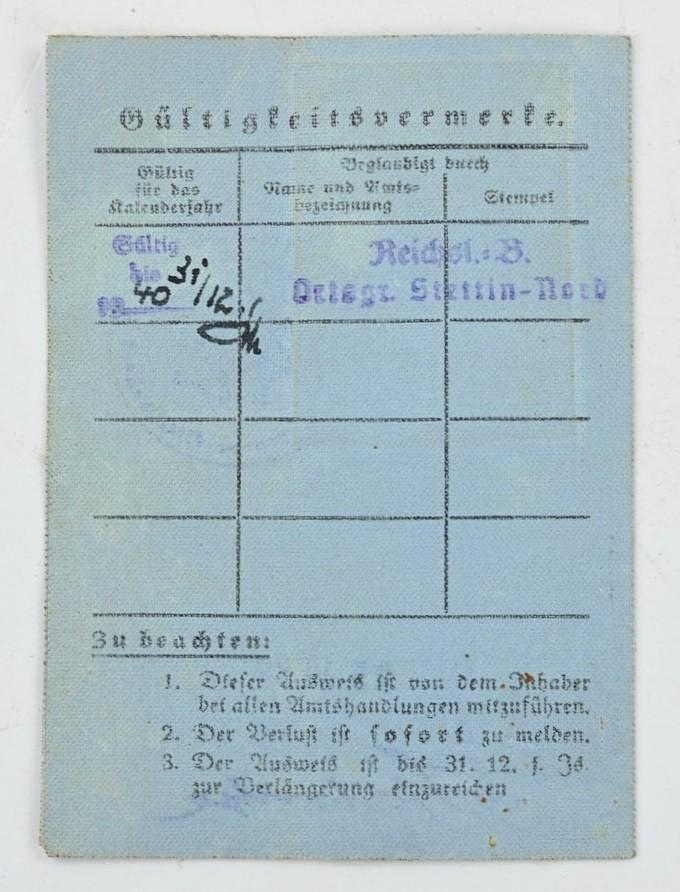 Gültigkeitsvermerke.
Gültig
für das
Kalenderjahr
Beglaubigt durch
Name und Amts=
bezeichnung
Stempel
Gültig
bis 31/12.
40
Reichsl.=B.
Ortsgr. Stettin-Nord
Zu beachten:
1. Dieser Ausweis ist von dem Inhaber
bei allen Amtshandlungen mitzuführen.
2. Der Verlust ist sofort zu melden.
3. Der Ausweis ist bis 31. 12. j. Js.
zur Verlängerung einzureichen